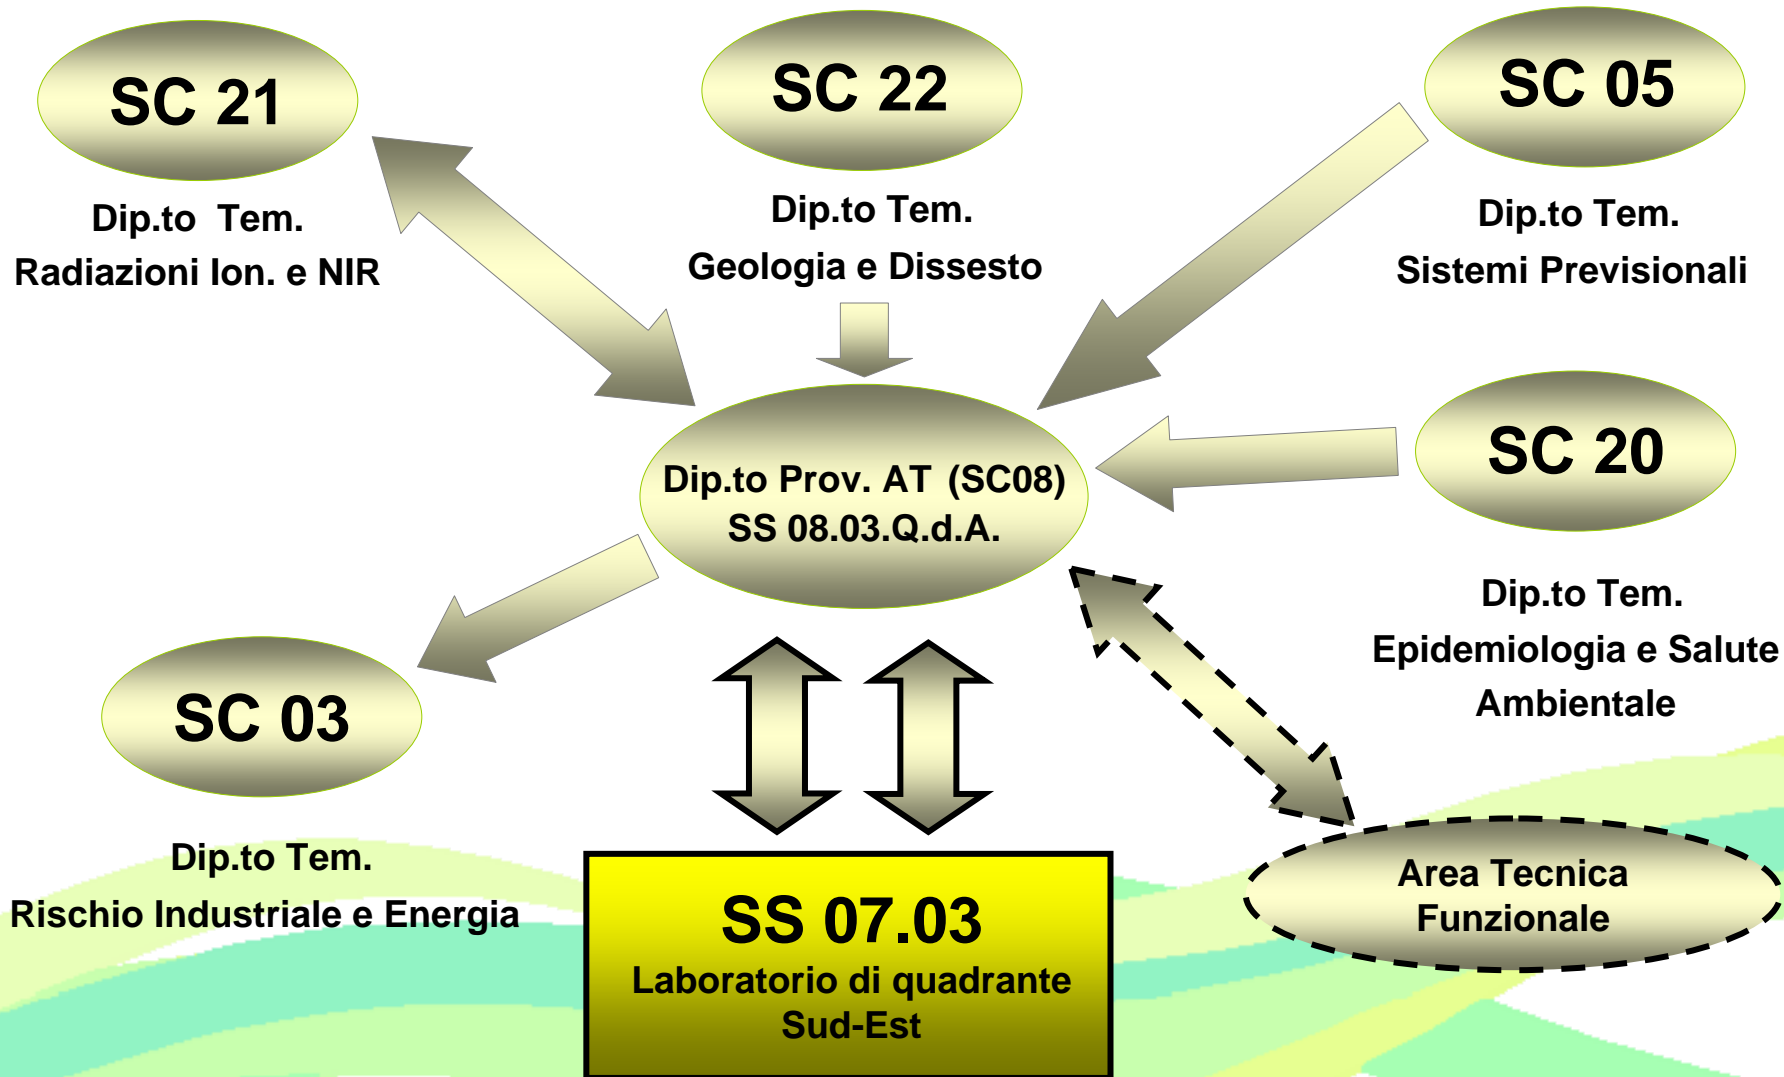 SC 21
Dip.to Tem.
Radiazioni Ion. e NIR
SC 22
Dip.to Tem.
Geologia e Dissesto
SC 05
Dip.to Tem.
Sistemi Previsionali
Dip.to Prov. AT (SC08)
SS 08.03.Q.d.A.
SC 20
Dip.to Tem.
Epidemiologia e Salute
Ambientale
SC 03
Dip.to Tem.
Rischio Industriale e Energia
SS 07.03
Laboratorio di quadrante
Sud-Est
Area Tecnica
Funzionale